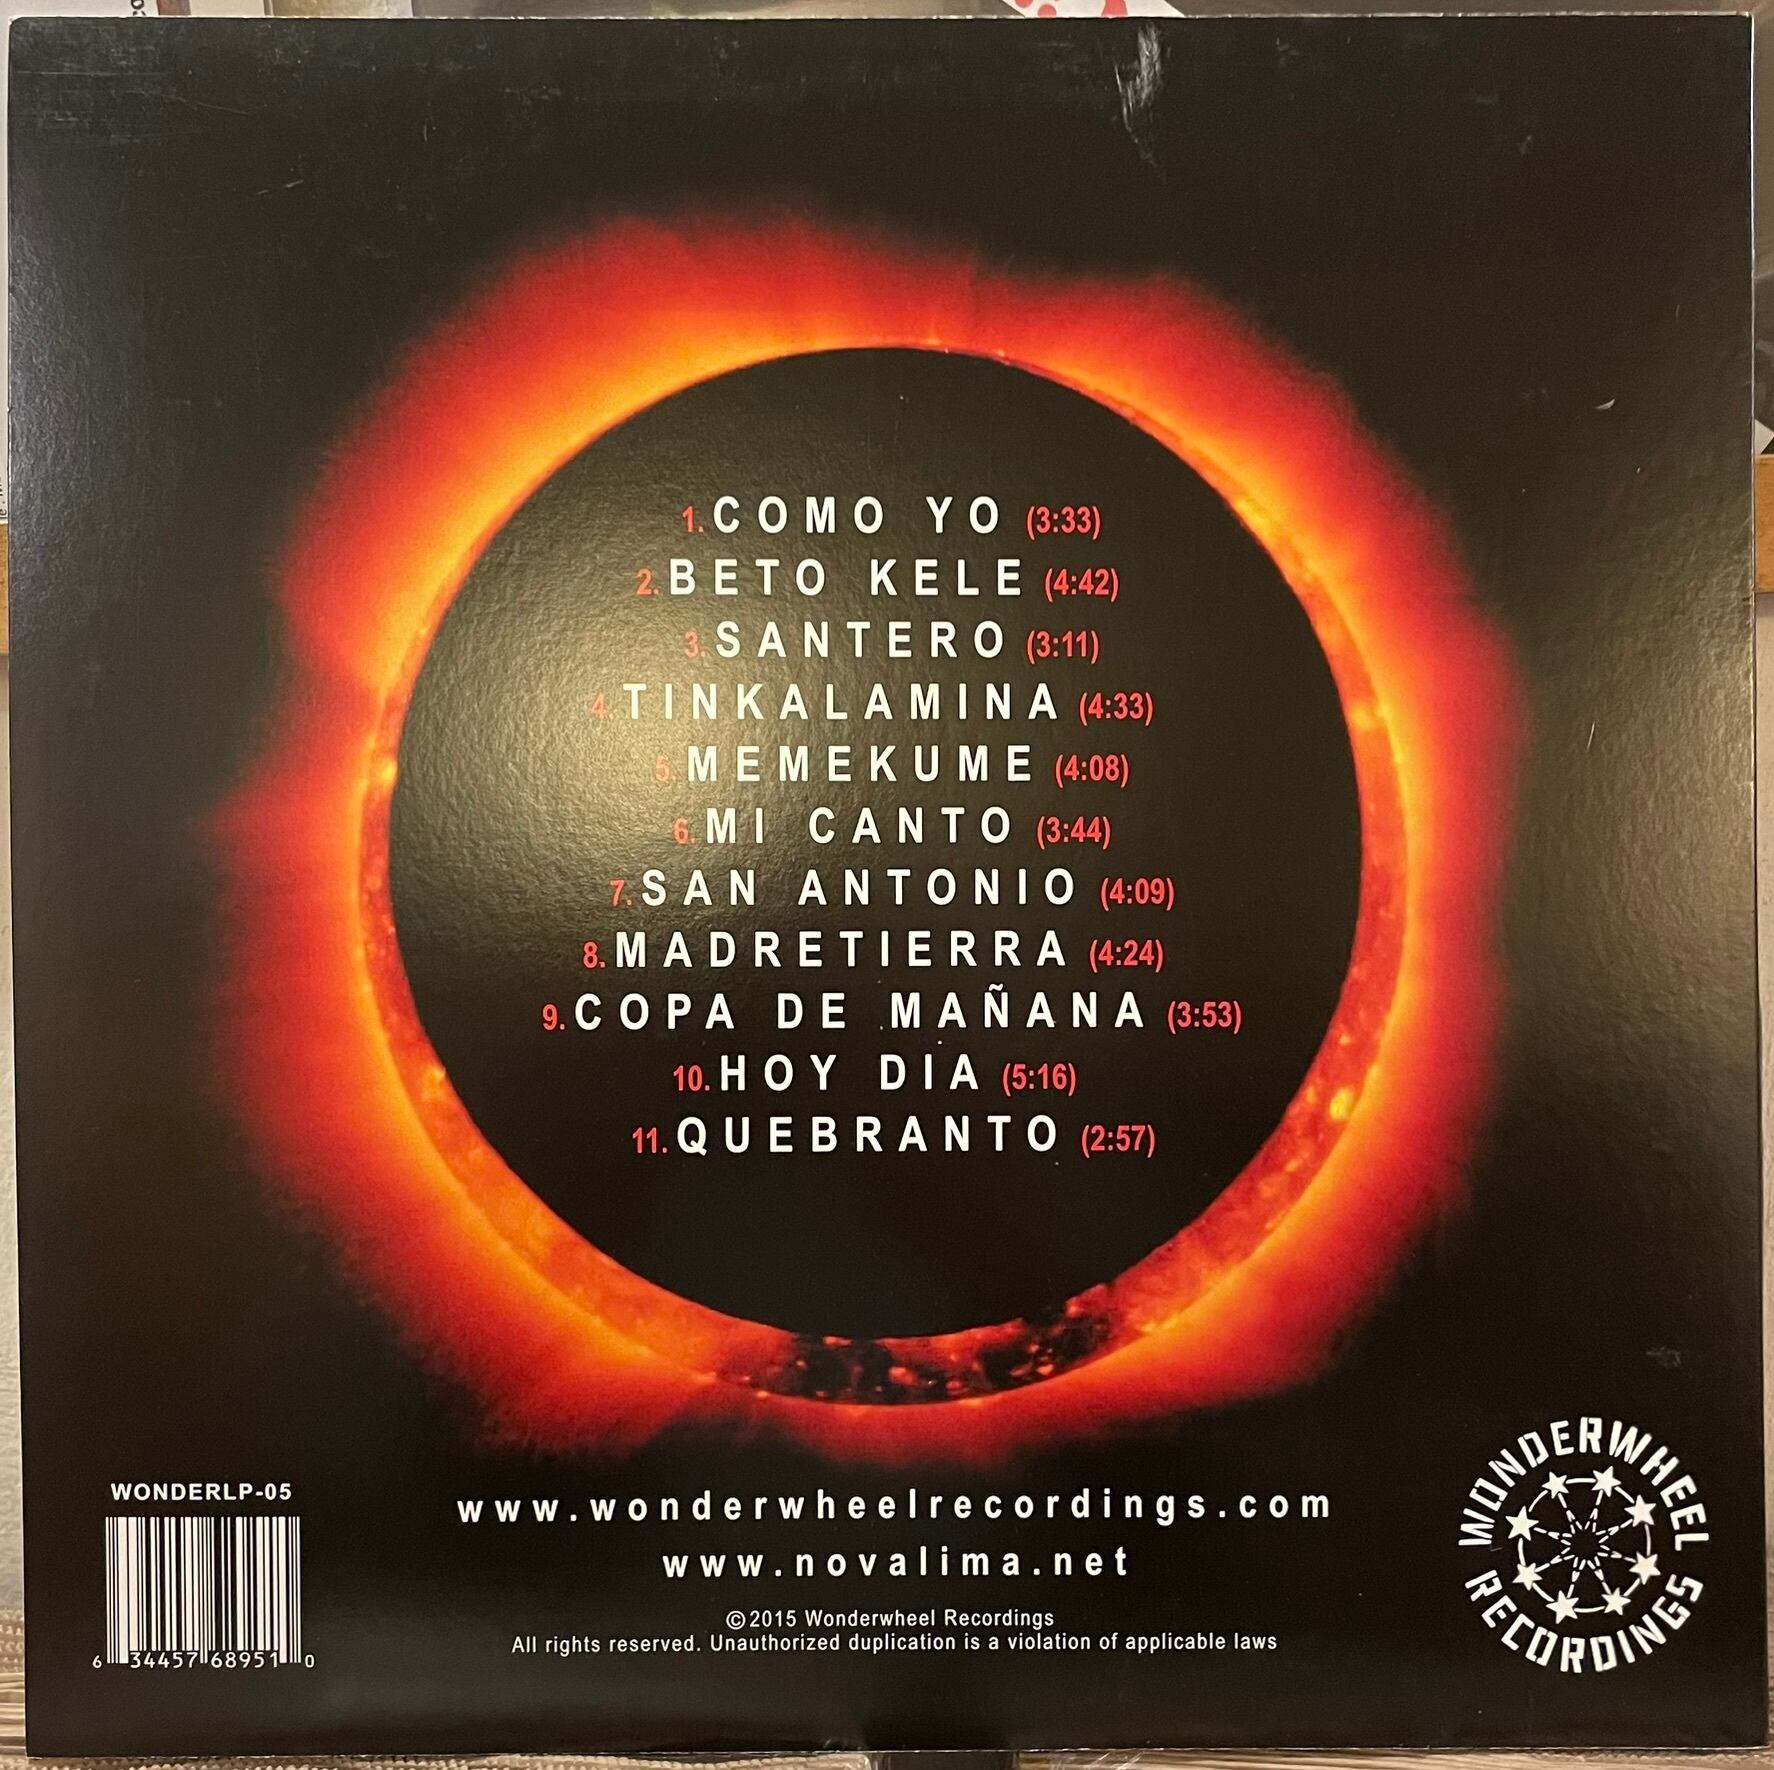 1. COMO YO (3:33)
2. BETO KELE (4:42)
3. SANTERO (3:11)
4. TINKALAMINA (4:33)
5. MEMEKUME (4:08)
6. MI CANTO (3:44)
7. SAN ANTONIO (4:09)
8. MADRETIERRA (4:24)
9. COPA DE MAÑANA (3:53)
10. HOY DIA (5:16)
11. QUEBRANTO (2:57)
WONDERLP-05
6 34457 68951 0
www.wonderwheelrecordings.com
www.novalima.net
©2015 Wonderwheel Recordings
All rights reserved. Unauthorized duplication is a violation of applicable laws
WONDERWHEEL
RECORDINGS